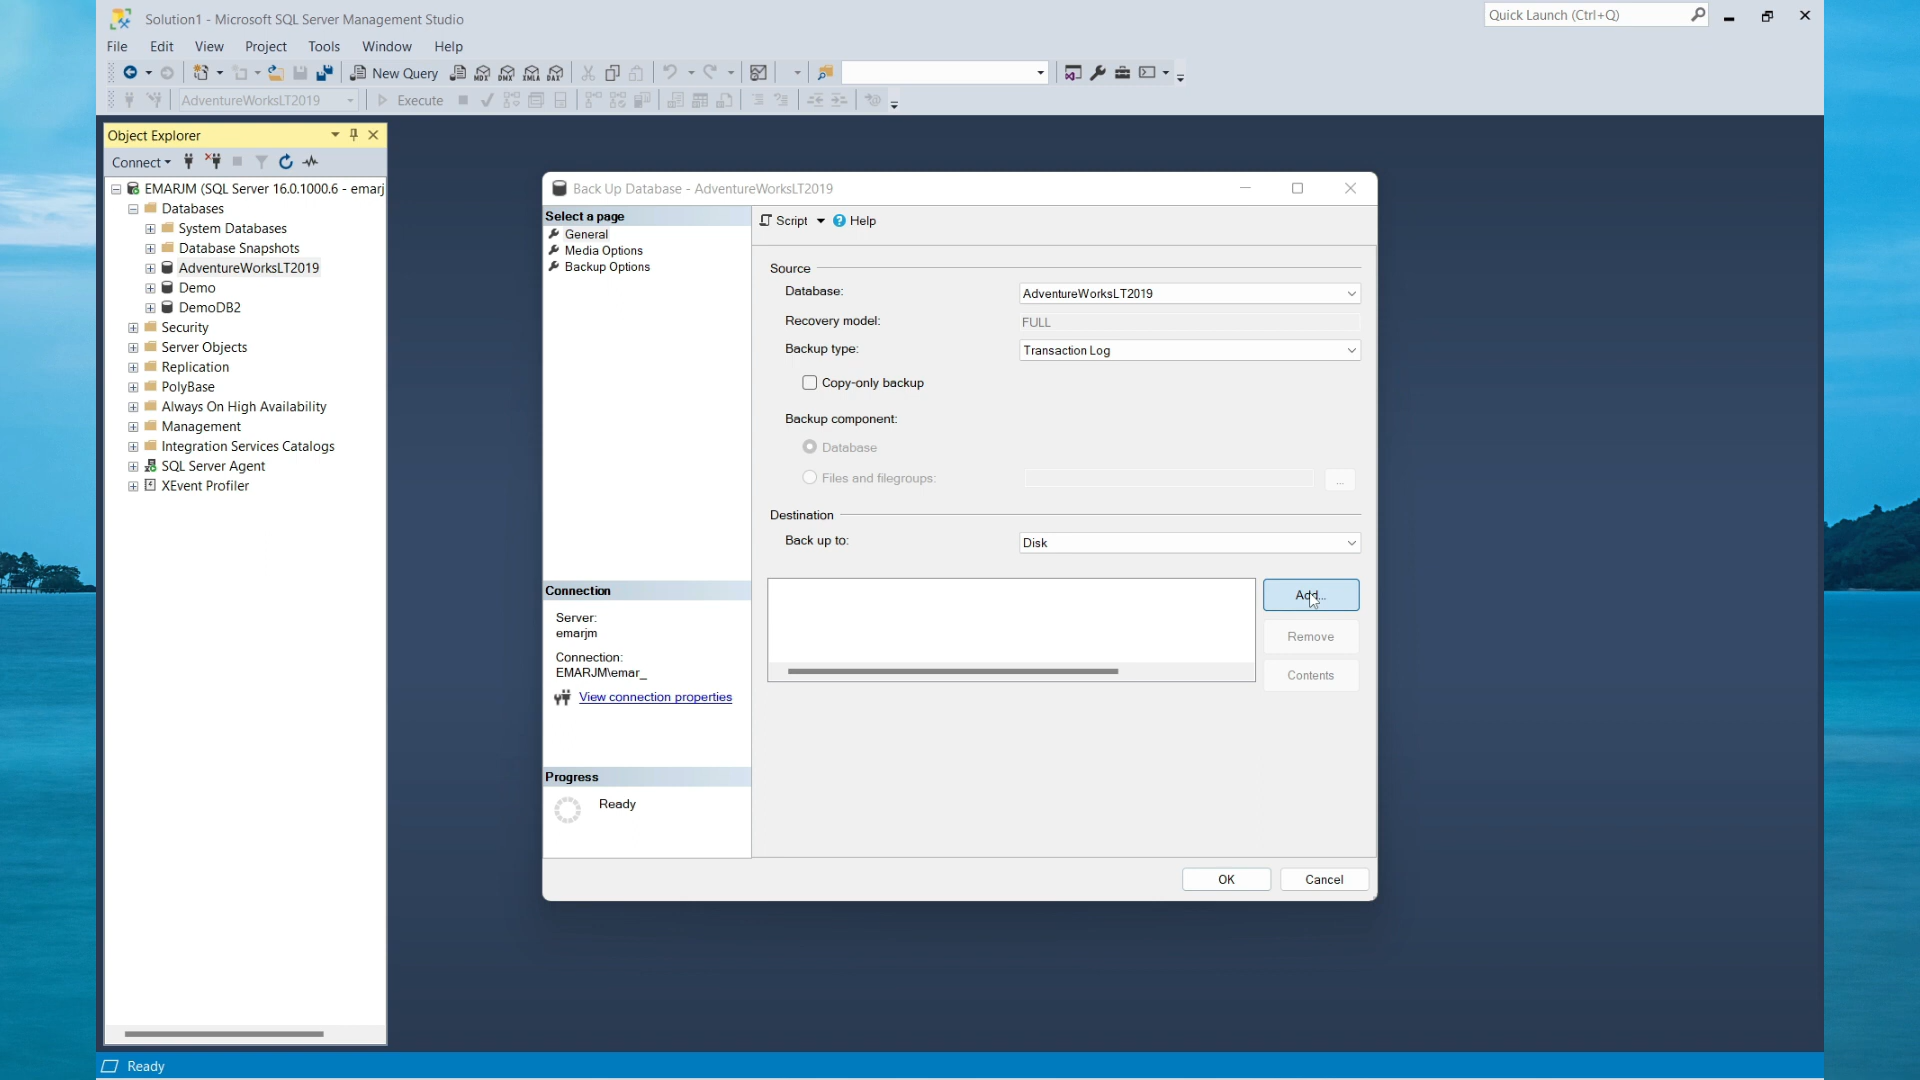 Solution1 - Microsoft SQL Server Management Studio
Quick Launch (Ctrl+Q)
File Edit View Project Tools Window Help
New Query MDX DMX XMLA DAX
AdventureWorksLT2019 Execute
Object Explorer
Connect
EMARJM (SQL Server 16.0.1000.6 - emarj
Databases
System Databases
Database Snapshots
AdventureWorksLT2019
Demo
DemoDB2
Security
Server Objects
Replication
PolyBase
Always On High Availability
Management
Integration Services Catalogs
SQL Server Agent
XEvent Profiler
Back Up Database - AdventureWorksLT2019
Select a page
General
Media Options
Backup Options
Script Help
Source
Database: AdventureWorksLT2019
Recovery model: FULL
Backup type: Transaction Log
Copy-only backup
Backup component:
Database
Files and filegroups: ...
Destination
Back up to: Disk
Add...
Remove
Contents
Connection
Server:
emarjm
Connection:
EMARJM\emar_
View connection properties
Progress
Ready
OK Cancel
Ready